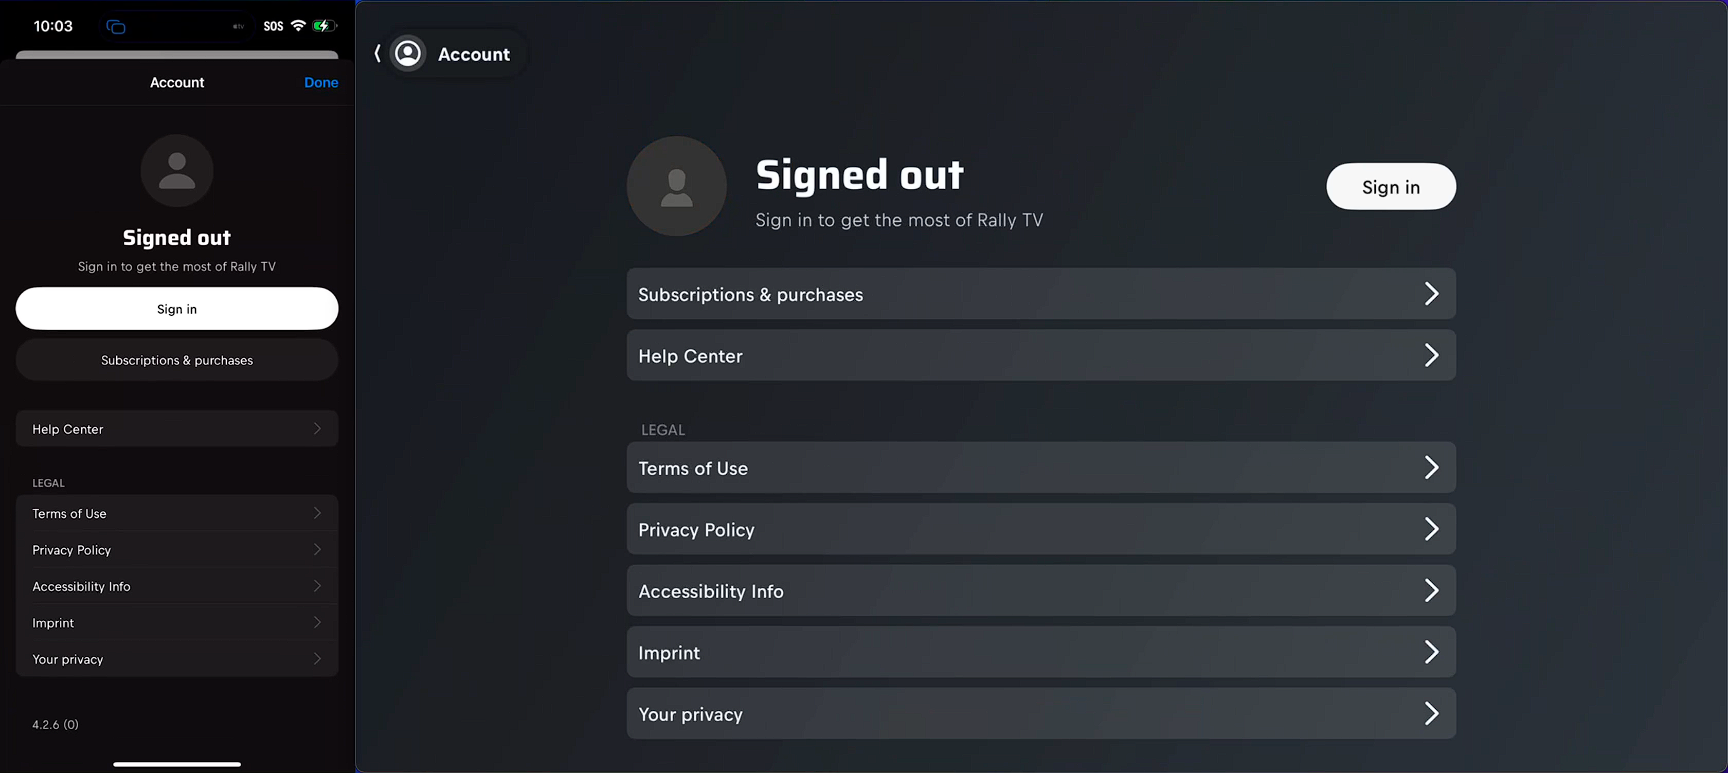 10:03
SOS
Account
Done
Signed out
Sign in to get the most of Rally TV
Sign in
Subscriptions & purchases
Help Center
LEGAL
Terms of Use
Privacy Policy
Accessibility Info
Imprint
Your privacy
4.2.6 (0)
Account
Signed out
Sign in to get the most of Rally TV
Sign in
Subscriptions & purchases
Help Center
LEGAL
Terms of Use
Privacy Policy
Accessibility Info
Imprint
Your privacy